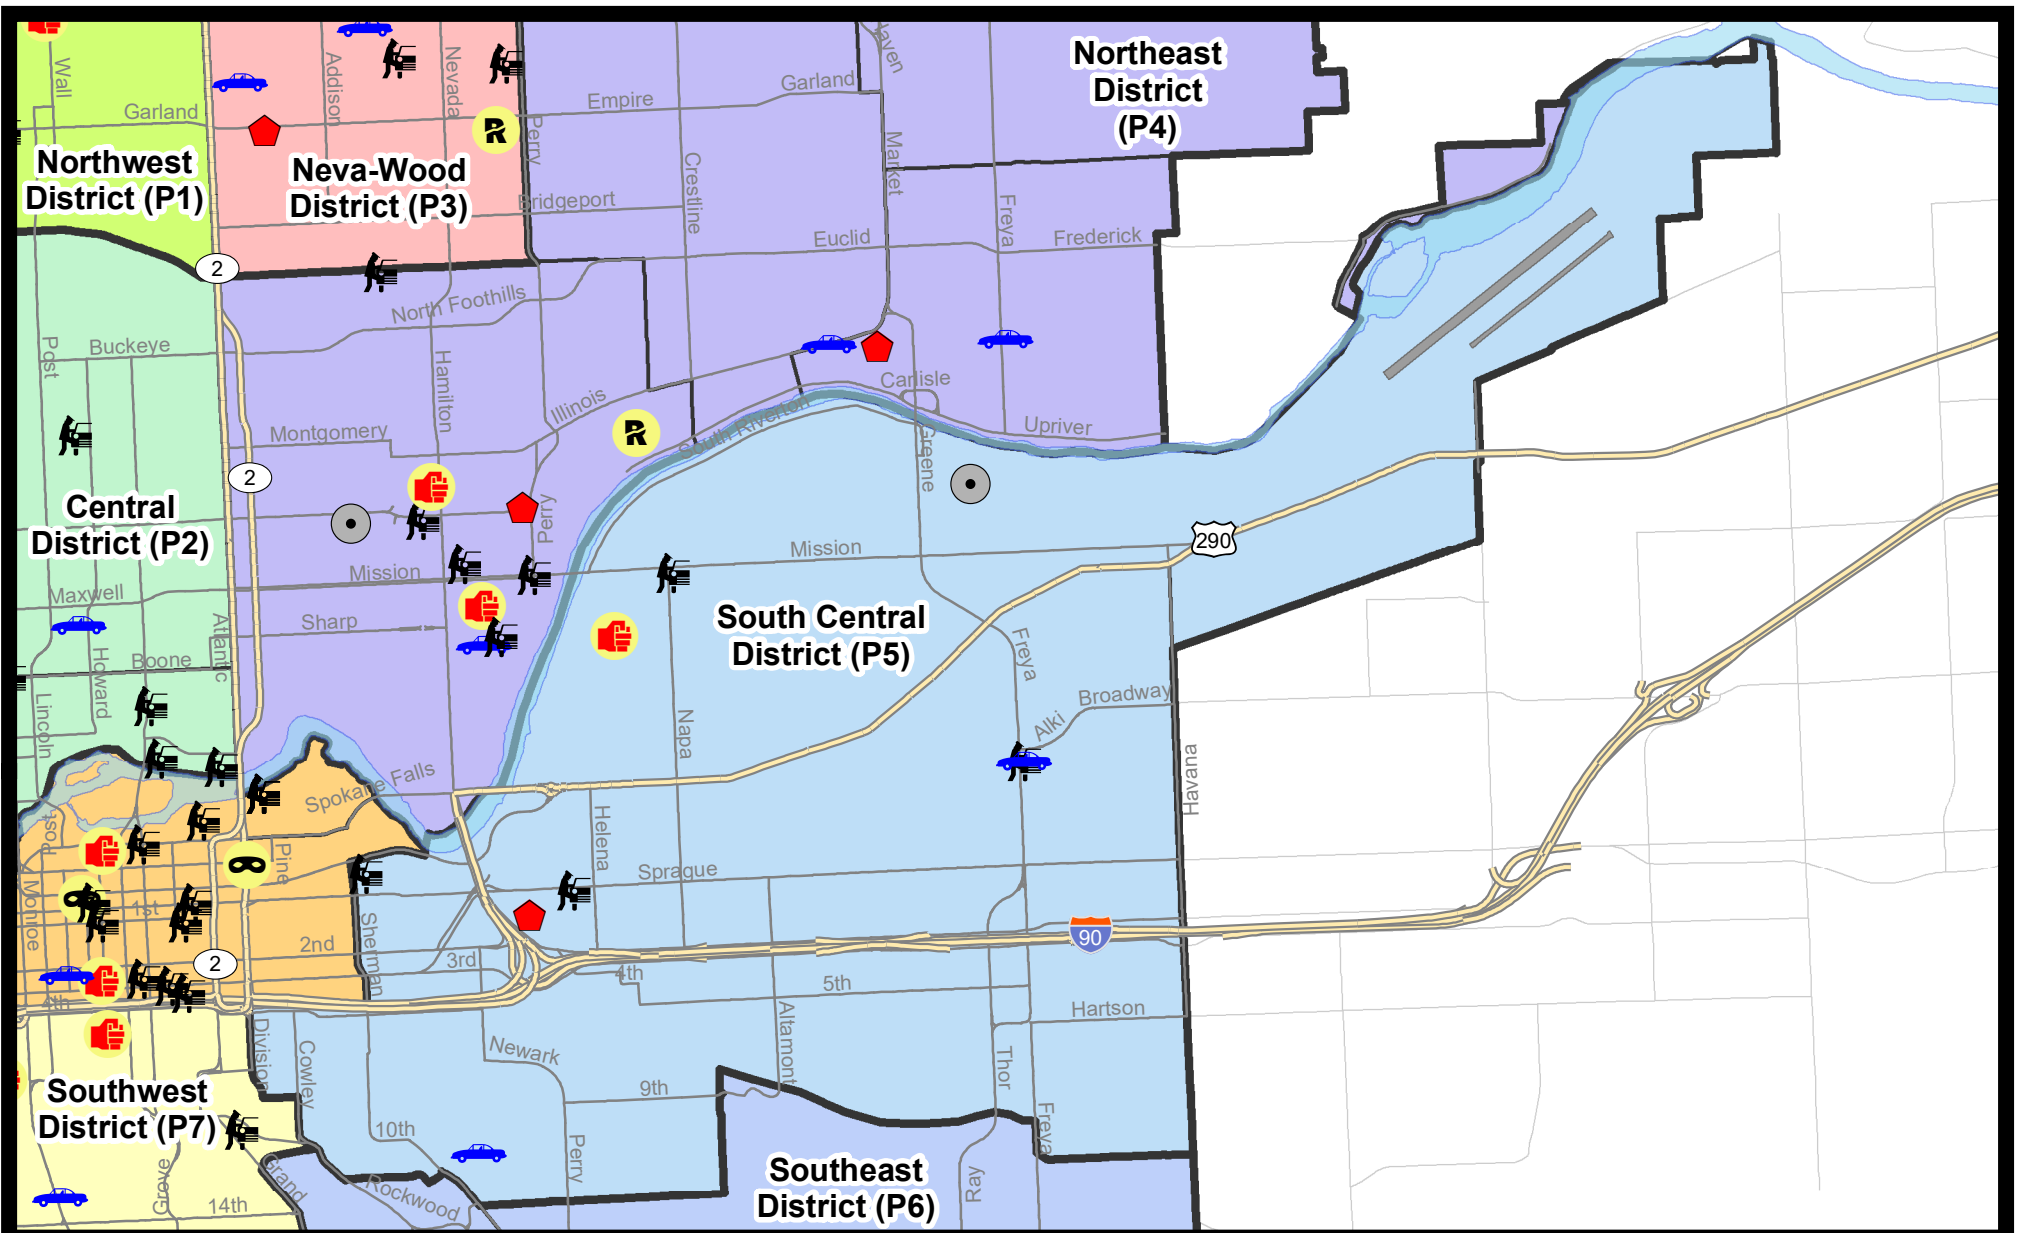 Northeast
District
(P4)
Northwest
District (P1)
Neva-Wood
District (P3)
Central
District (P2)
South Central
District (P5)
Southwest
District (P7)
Southeast
District (P6)
Wall
Garland
Addison
Nevada
Perry
Empire
Garland
Haven
Market
Crestline
Bridgeport
Freya
Euclid
Frederick
2
North Foothills
Buckeye
Post
Hamilton
Illinois
Carlisle
Montgomery
South Riverton
Upriver
Greene
2
Perry
290
Mission
Mission
Maxwell
Sharp
Atlantic
Boone
Howard
Lincoln
Freya
Broadway
Alki
Napa
Havana
Falls
Spokane
Post
Pine
Helena
Sprague
Monroe
1st
Sherman
2nd
3rd
2
90
4th
4th
5th
Altamont
Hartson
Division
Cowley
Newark
9th
Thor
Freya
10th
Perry
Grove
Grand
Rockwood
14th
Ray
R
R